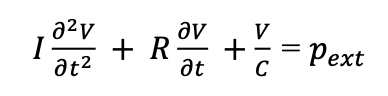 I ∂²V/∂t² + R ∂V/∂t + V/C = p_ext